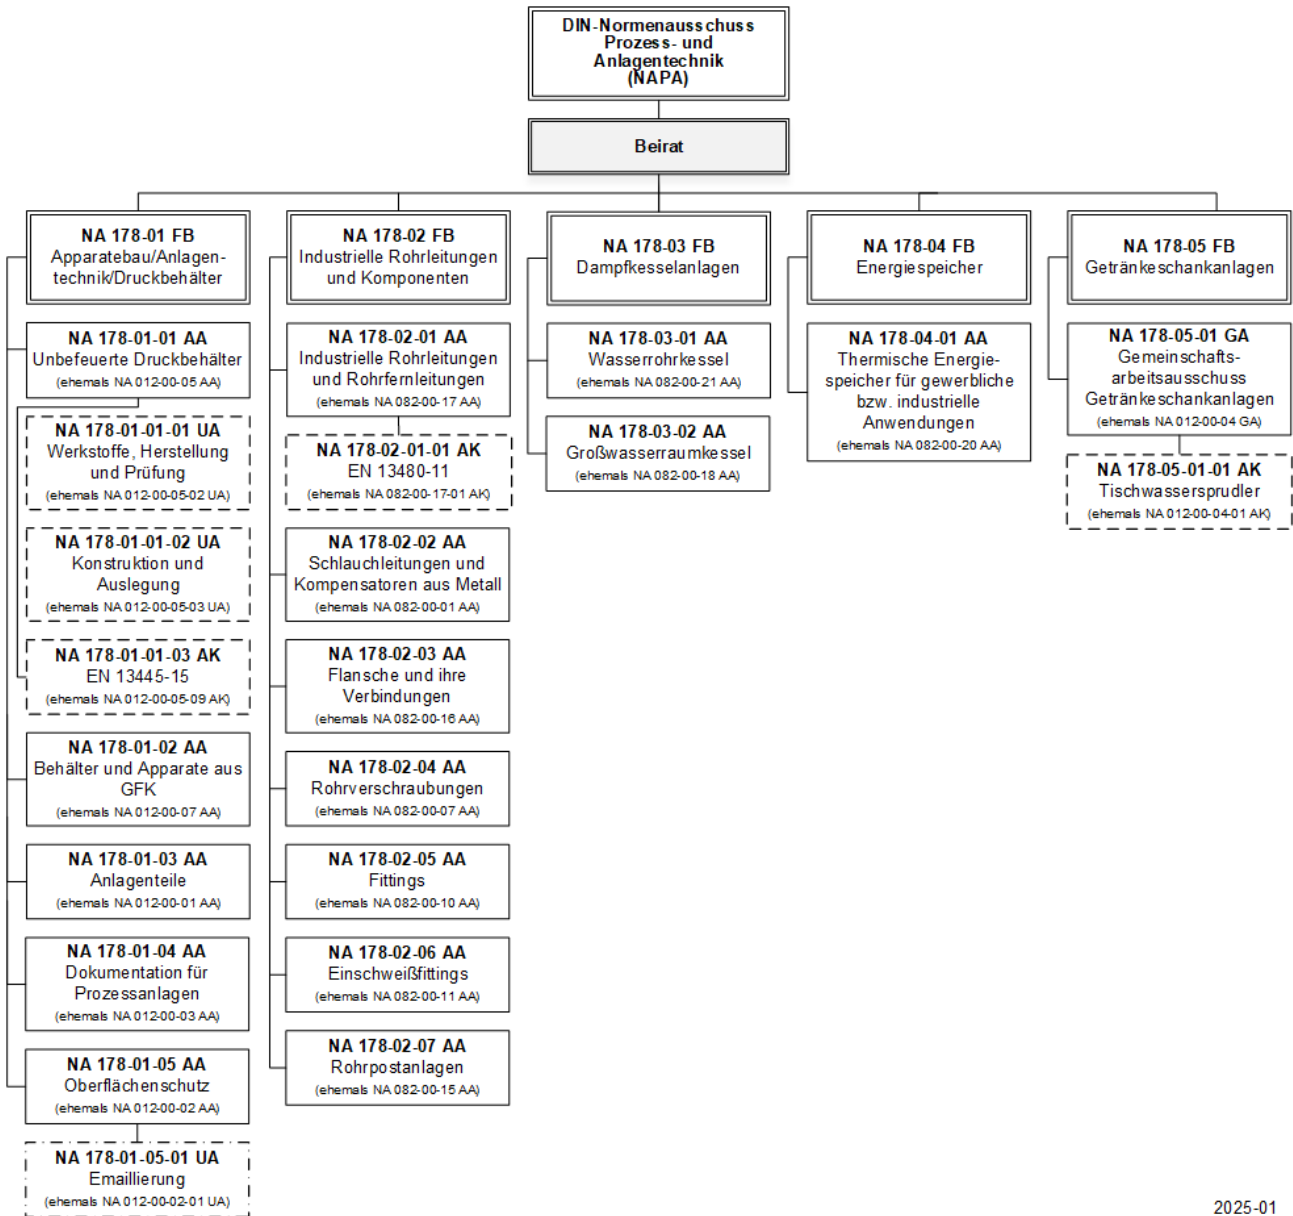 DIN-Normenausschuss
Prozess- und
Anlagentechnik
(NAPA)
Beirat
NA 178-01 FB
Apparatebau/Anlagen-
technik/Druckbehälter
NA 178-01-01 AA
Unbefeuerte Druckbehälter
(ehemals NA 012-00-05 AA)
NA 178-01-01-01 UA
Werkstoffe, Herstellung
und Prüfung
(ehemals NA 012-00-05-02 UA)
NA 178-01-01-02 UA
Konstruktion und
Auslegung
(ehemals NA 012-00-05-03 UA)
NA 178-01-01-03 AK
EN 13445-15
(ehemals NA 012-00-05-09 AK)
NA 178-01-02 AA
Behälter und Apparate aus
GFK
(ehemals NA 012-00-07 AA)
NA 178-01-03 AA
Anlagenteile
(ehemals NA 012-00-01 AA)
NA 178-01-04 AA
Dokumentation für
Prozessanlagen
(ehemals NA 012-00-03 AA)
NA 178-01-05 AA
Oberflächenschutz
(ehemals NA 012-00-02 AA)
NA 178-01-05-01 UA
Emaillierung
(ehemals NA 012-00-02-01 UA)
NA 178-02 FB
Industrielle Rohrleitungen
und Komponenten
NA 178-02-01 AA
Industrielle Rohrleitungen
und Rohrfernleitungen
(ehemals NA 082-00-17 AA)
NA 178-02-01-01 AK
EN 13480-11
(ehemals NA 082-00-17-01 AK)
NA 178-02-02 AA
Schlauchleitungen und
Kompensatoren aus Metall
(ehemals NA 082-00-01 AA)
NA 178-02-03 AA
Flansche und ihre
Verbindungen
(ehemals NA 082-00-16 AA)
NA 178-02-04 AA
Rohrverschraubungen
(ehemals NA 082-00-07 AA)
NA 178-02-05 AA
Fittings
(ehemals NA 082-00-10 AA)
NA 178-02-06 AA
Einschweißfittings
(ehemals NA 082-00-11 AA)
NA 178-02-07 AA
Rohrpostanlagen
(ehemals NA 082-00-15 AA)
NA 178-03 FB
Dampfkesselanlagen
NA 178-03-01 AA
Wasserrohrkessel
(ehemals NA 082-00-21 AA)
NA 178-03-02 AA
Großwasserraumkessel
(ehemals NA 082-00-18 AA)
NA 178-04 FB
Energiespeicher
NA 178-04-01 AA
Thermische Energie-
speicher für gewerbliche
bzw. industrielle
Anwendungen
(ehemals NA 082-00-20 AA)
NA 178-05 FB
Getränkeschankanlagen
NA 178-05-01 GA
Gemeinschafts-
arbeitsausschuss
Getränkeschankanlagen
(ehemals NA 012-00-04 GA)
NA 178-05-01-01 AK
Tischwassersprudler
(ehemals NA 012-00-04-01 AK)
2025-01